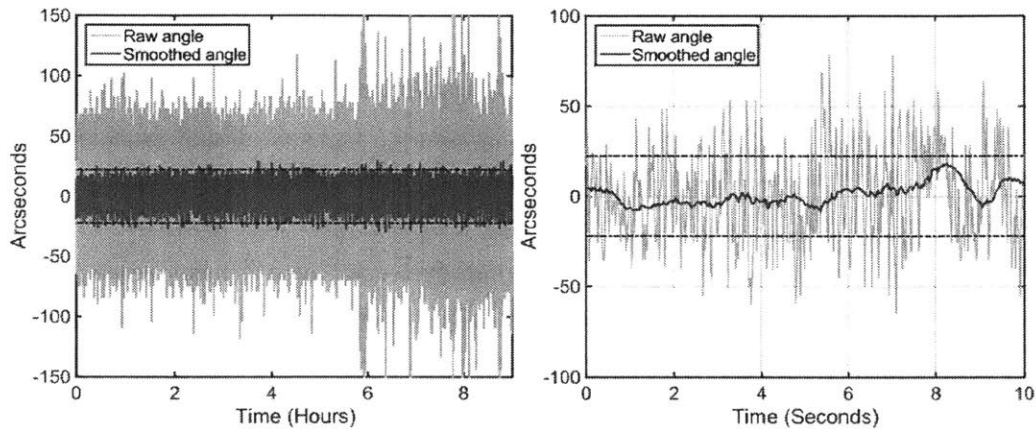 150
100
50
0
-50
-100
-150
Arcseconds
Raw angle
Smoothed angle
0
2
4
6
8
Time (Hours)
100
50
0
-50
-100
Arcseconds
Raw angle
Smoothed angle
0
2
4
6
8
10
Time (Seconds)